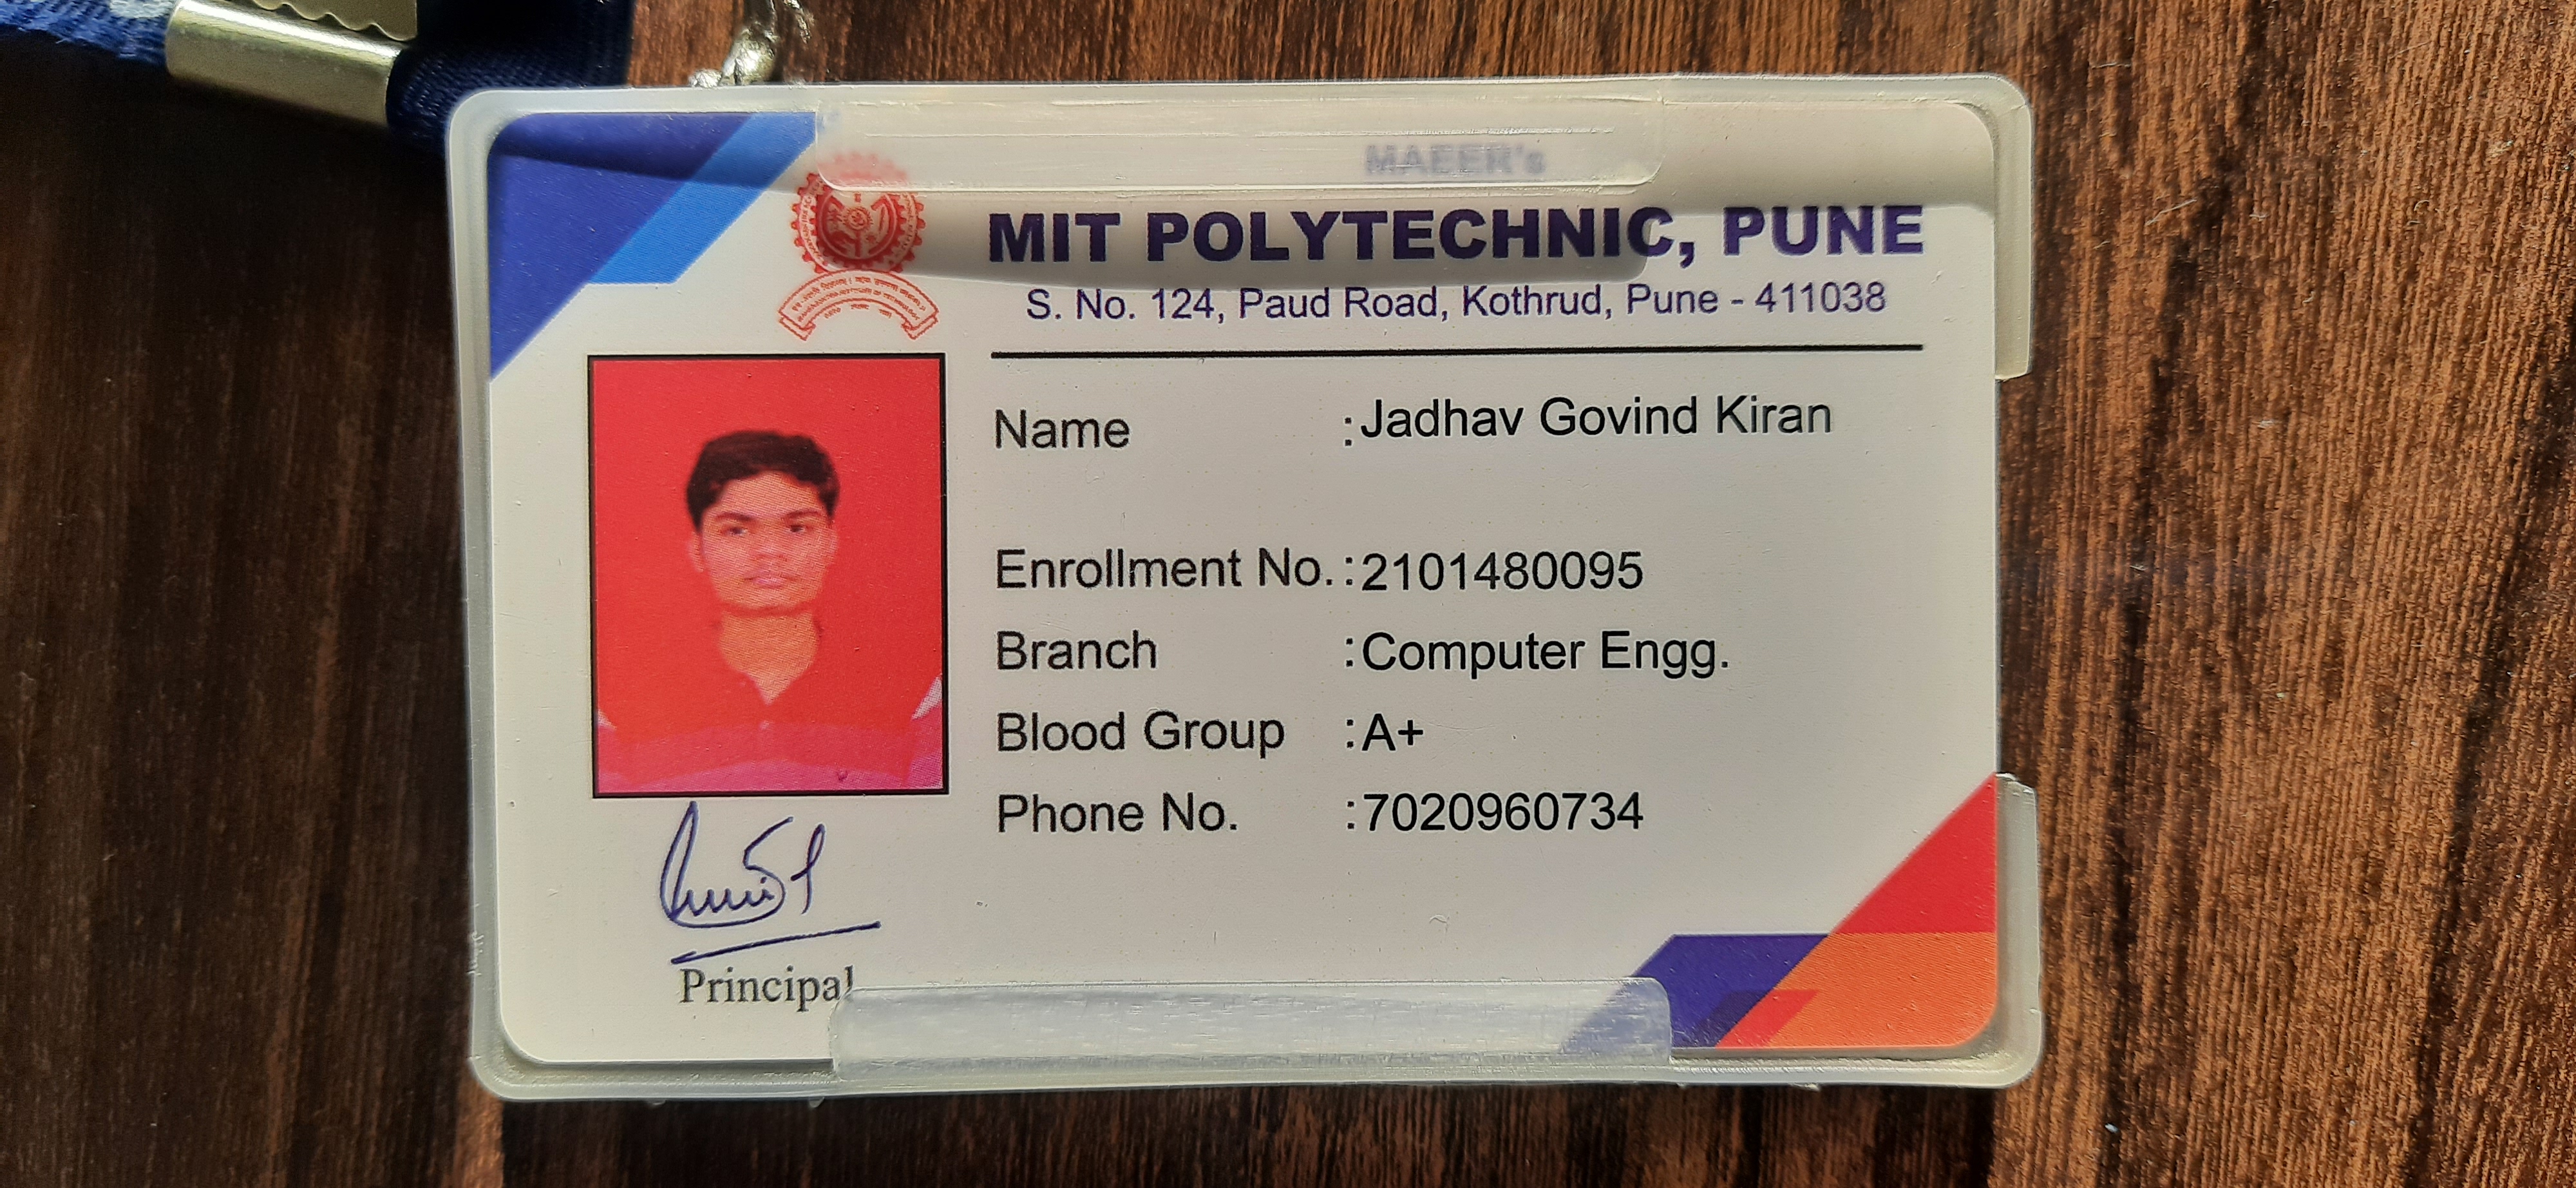 MAEER's
MIT POLYTECHNIC, PUNE
S. No. 124, Paud Road, Kothrud, Pune - 411038
Name :Jadhav Govind Kiran
Enrollment No.:2101480095
Branch :Computer Engg.
Blood Group :A+
Phone No. :7020960734
Principal